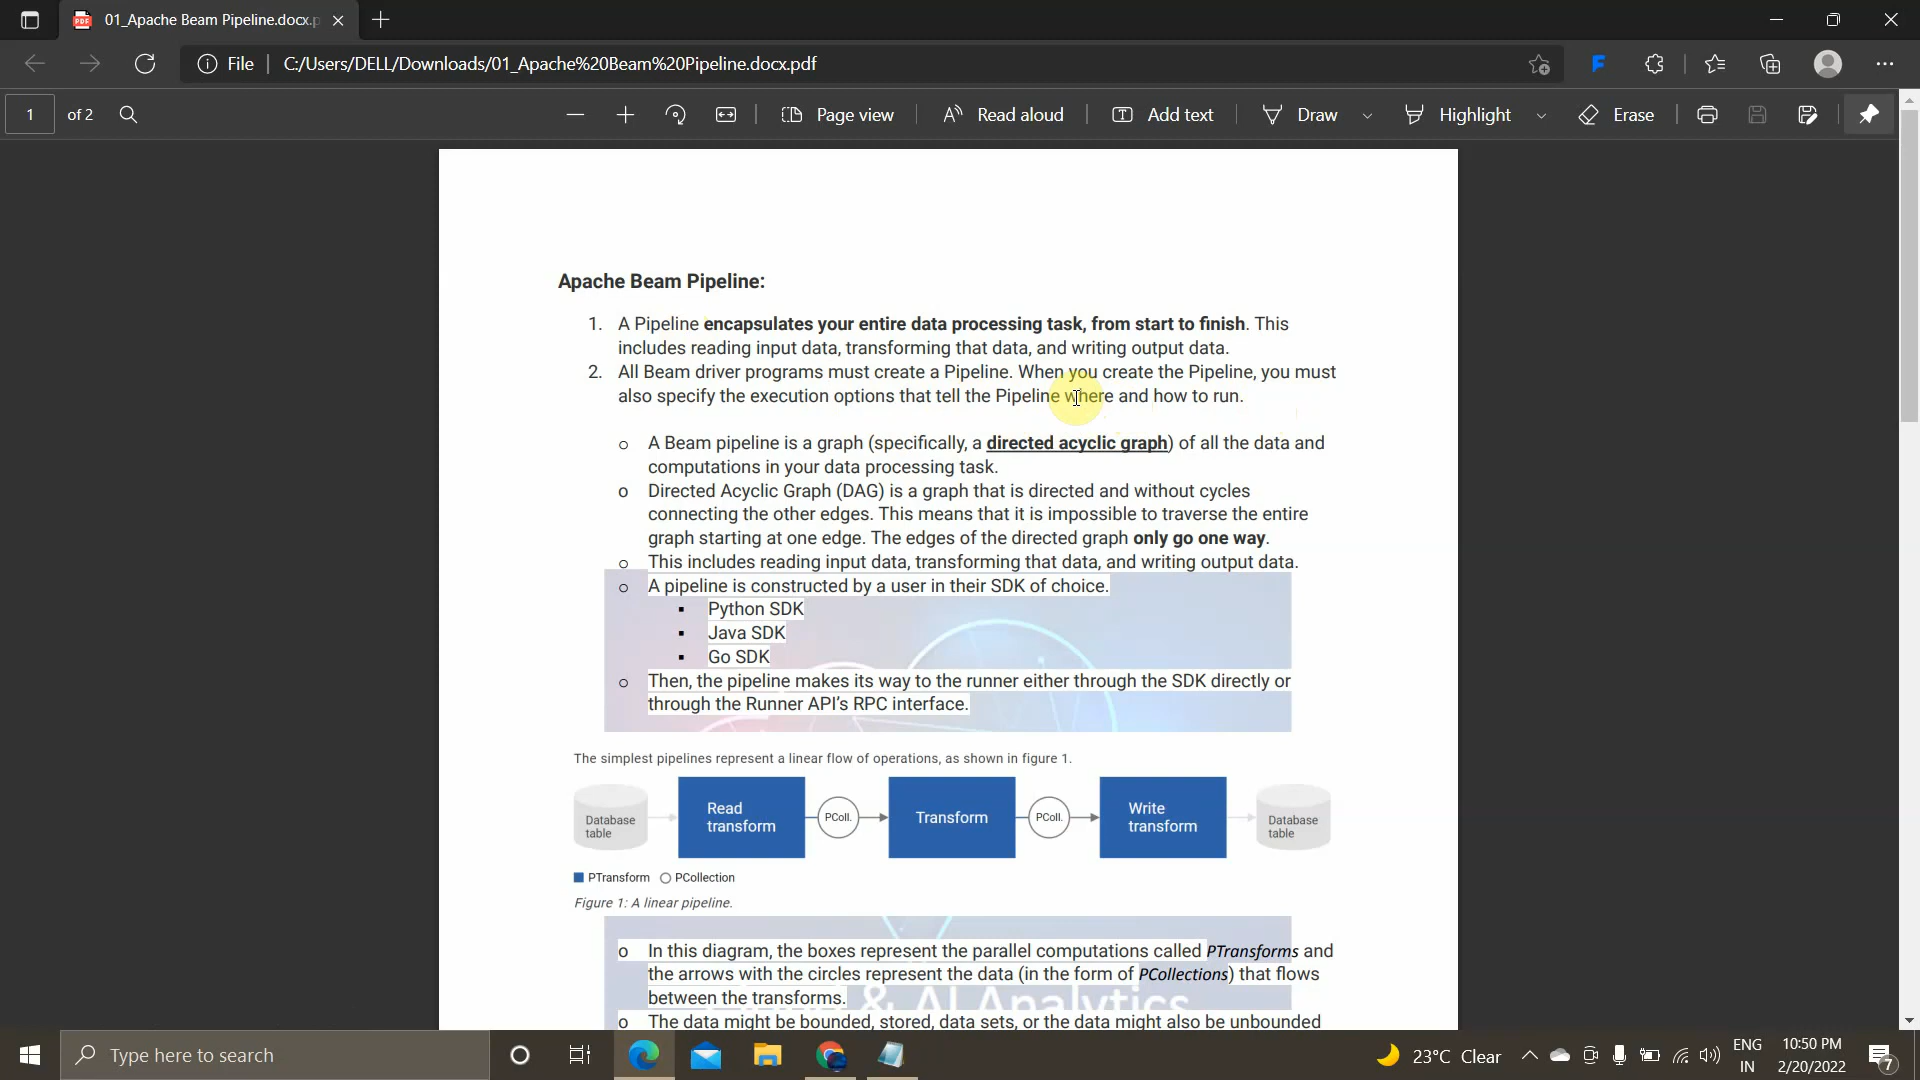 01_Apache Beam Pipeline.docx.p
File C:/Users/DELL/Downloads/01_Apache%20Beam%20Pipeline.docx.pdf
1 of 2 Page view Read aloud Add text Draw Highlight Erase
Apache Beam Pipeline:
1. A Pipeline encapsulates your entire data processing task, from start to finish. This
includes reading input data, transforming that data, and writing output data.
2. All Beam driver programs must create a Pipeline. When you create the Pipeline, you must
also specify the execution options that tell the Pipeline where and how to run.
o A Beam pipeline is a graph (specifically, a directed acyclic graph) of all the data and
computations in your data processing task.
o Directed Acyclic Graph (DAG) is a graph that is directed and without cycles
connecting the other edges. This means that it is impossible to traverse the entire
graph starting at one edge. The edges of the directed graph only go one way.
o This includes reading input data, transforming that data, and writing output data.
o A pipeline is constructed by a user in their SDK of choice.
▪ Python SDK
▪ Java SDK
▪ Go SDK
o Then, the pipeline makes its way to the runner either through the SDK directly or
through the Runner API's RPC interface.
The simplest pipelines represent a linear flow of operations, as shown in figure 1.
Database table
Read transform
PColl.
Transform
PColl.
Write transform
Database table
PTransform PCollection
Figure 1: A linear pipeline.
o In this diagram, the boxes represent the parallel computations called PTransforms and
the arrows with the circles represent the data (in the form of PCollections) that flows
between the transforms.
& AI Analytics
o The data might be bounded, stored, data sets, or the data might also be unbounded
Type here to search
23°C Clear
ENG
IN
10:50 PM
2/20/2022
7